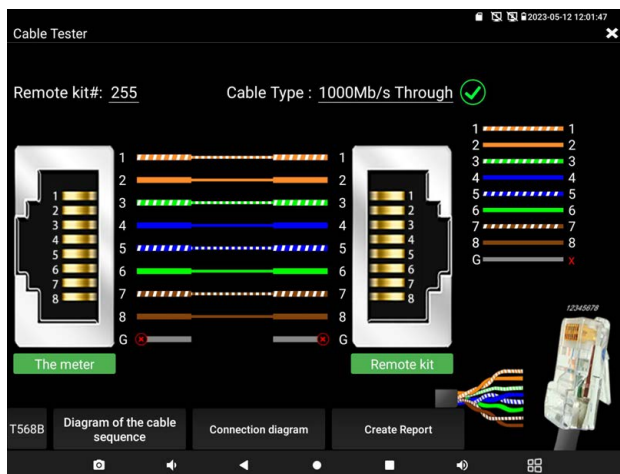 2023-05-12 12:01:47
Cable Tester
Remote kit#: 255
Cable Type : 1000Mb/s Through
1 1
2 2
3 3
4 4
5 5
6 6
7 7
8 8
G x
1 1
2 2
3 3
4 4
5 5
6 6
7 7
8 8
G G
1
2
3
4
5
6
7
8
1
2
3
4
5
6
7
8
12345678
The meter
Remote kit
T568B
Diagram of the cable
sequence
Connection diagram
Create Report